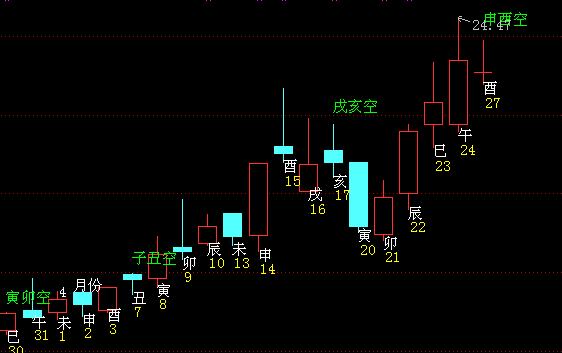 申酉空
24.47
酉
27
戌亥空
午
24
巳
23
酉
15
亥
17
戌
16
辰
22
寅
20
卯
21
子丑空
申
14
未
13
辰
10
卯
9
寅
8
丑
7
寅卯空
4月份
酉
3
申
2
未
1
午
31
巳
30